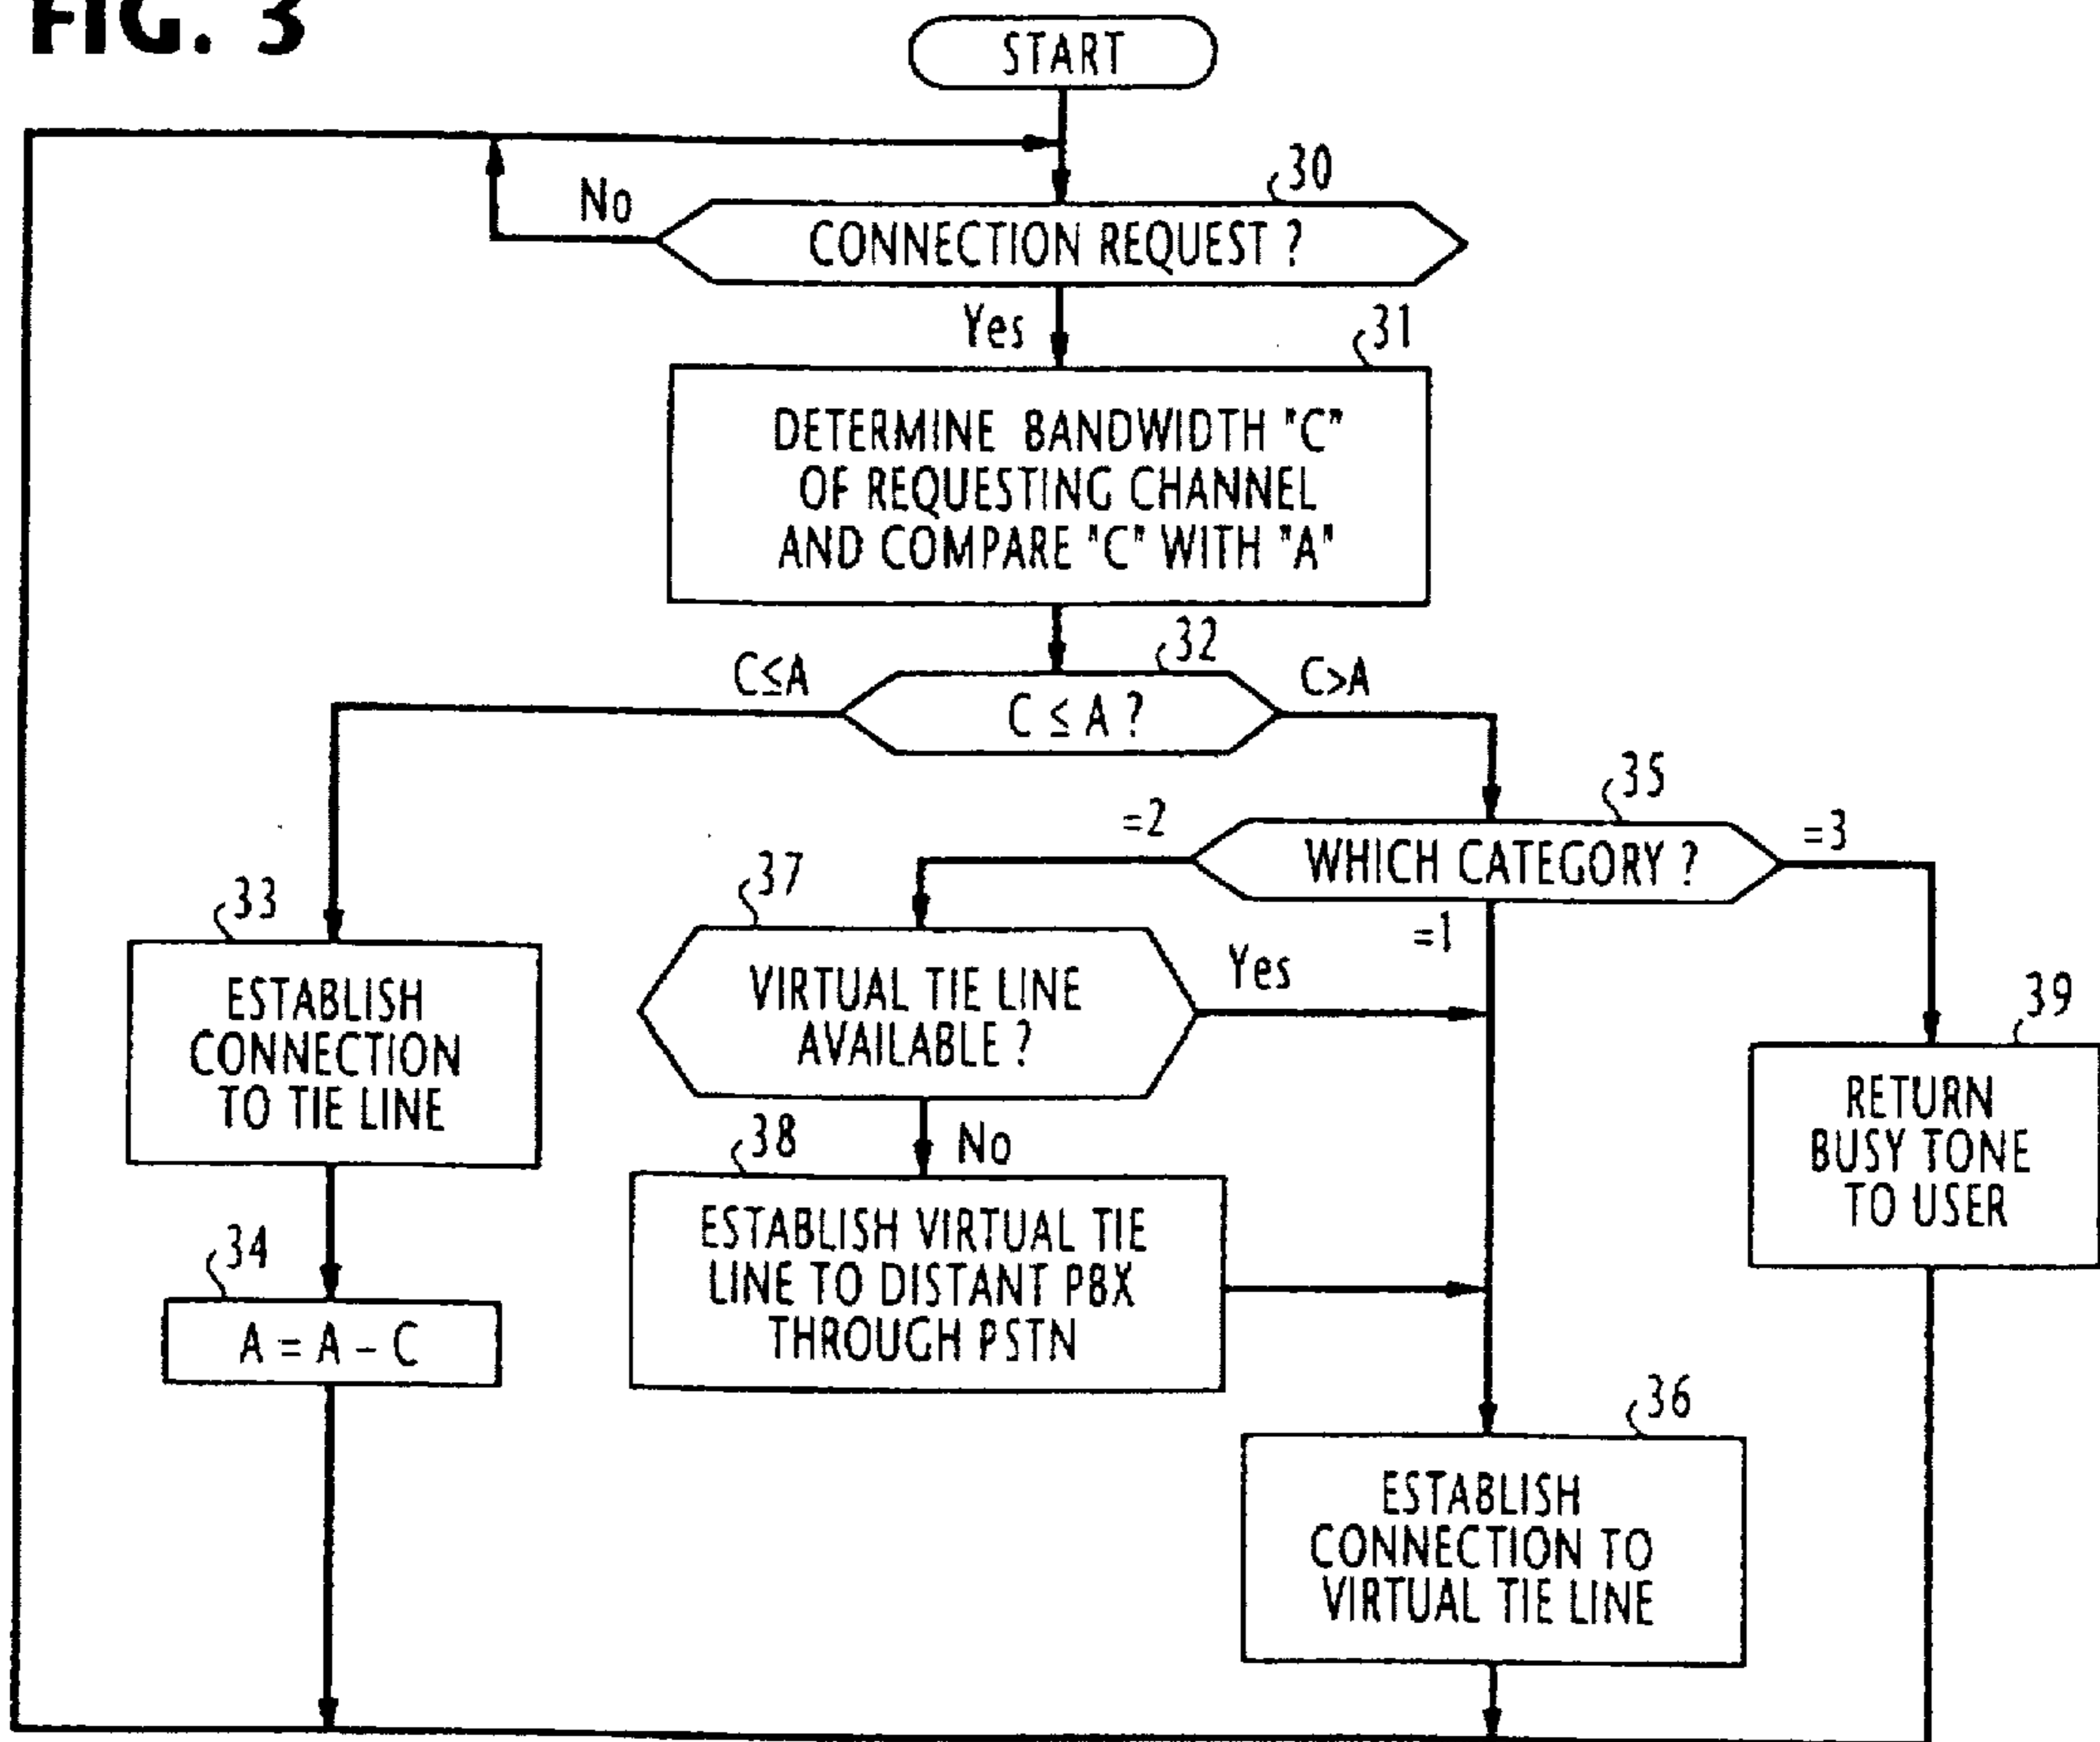 FIG. 3
START
30
No
CONNECTION REQUEST ?
Yes
31
DETERMINE BANDWIDTH "C"
OF REQUESTING CHANNEL
AND COMPARE "C" WITH "A"
32
C≤A
C>A
C ≤ A ?
35
=2
=3
WHICH CATEGORY ?
=1
37
33
VIRTUAL TIE LINE
AVAILABLE ?
Yes
39
ESTABLISH
CONNECTION
TO TIE LINE
RETURN
BUSY TONE
TO USER
38
No
34
ESTABLISH VIRTUAL TIE
LINE TO DISTANT PBX
THROUGH PSTN
A = A – C
36
ESTABLISH
CONNECTION TO
VIRTUAL TIE LINE